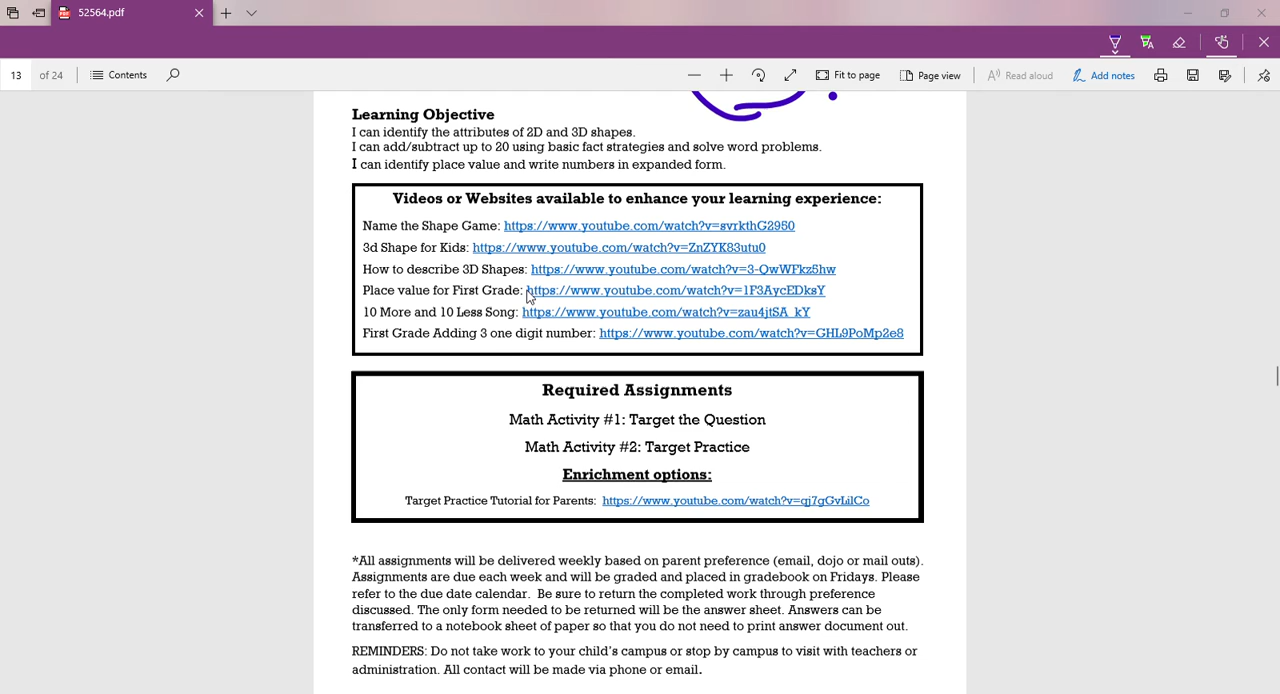 52564.pdf
13 of 24 Contents Fit to page Page view Read aloud Add notes
Learning Objective
I can identify the attributes of 2D and 3D shapes.
I can add/subtract up to 20 using basic fact strategies and solve word problems.
I can identify place value and write numbers in expanded form.
Videos or Websites available to enhance your learning experience:
Name the Shape Game: https://www.youtube.com/watch?v=svrkthG2950
3d Shape for Kids: https://www.youtube.com/watch?v=ZnZYK83utu0
How to describe 3D Shapes: https://www.youtube.com/watch?v=3-QwWFkz5hw
Place value for First Grade: https://www.youtube.com/watch?v=1F3AycEDksY
10 More and 10 Less Song: https://www.youtube.com/watch?v=zau4jtSA_kY
First Grade Adding 3 one digit number: https://www.youtube.com/watch?v=GHL9PoMp2e8
Required Assignments
Math Activity #1: Target the Question
Math Activity #2: Target Practice
Enrichment options:
Target Practice Tutorial for Parents: https://www.youtube.com/watch?v=qj7gGvLilCo
*All assignments will be delivered weekly based on parent preference (email, dojo or mail outs).
Assignments are due each week and will be graded and placed in gradebook on Fridays. Please
refer to the due date calendar. Be sure to return the completed work through preference
discussed. The only form needed to be returned will be the answer sheet. Answers can be
transferred to a notebook sheet of paper so that you do not need to print answer document out.
REMINDERS: Do not take work to your child's campus or stop by campus to visit with teachers or
administration. All contact will be made via phone or email.